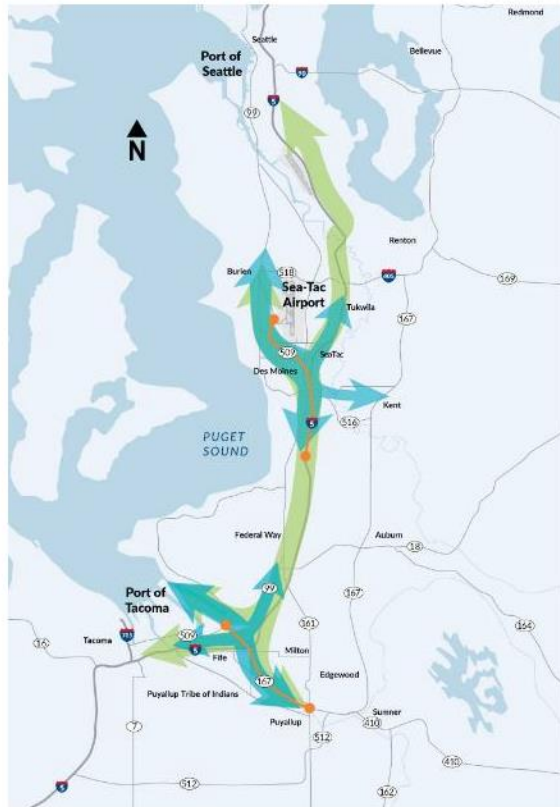 Redmond
Seattle
Bellevue
Port of
Seattle
90
99
5
N
Renton
Burien
518
405
169
Sea-Tac
Airport
167
Tukwila
509
SeaTac
Des Moines
Kent
5
516
PUGET
SOUND
Federal Way
Auburn
18
99
167
Port of
Tacoma
161
164
16
Tacoma
705
509
5
Fife
Milton
Edgewood
167
Puyallup Tribe of Indians
7
Puyallup
Sumner
410
410
512
512
5
162